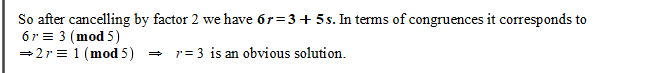 So after cancelling by factor 2 we have 6r = 3 + 5s. In terms of congruences it corresponds to
6r ≡ 3 (mod 5)
⇒ 2r ≡ 1 (mod 5) ⇒ r = 3 is an obvious solution.